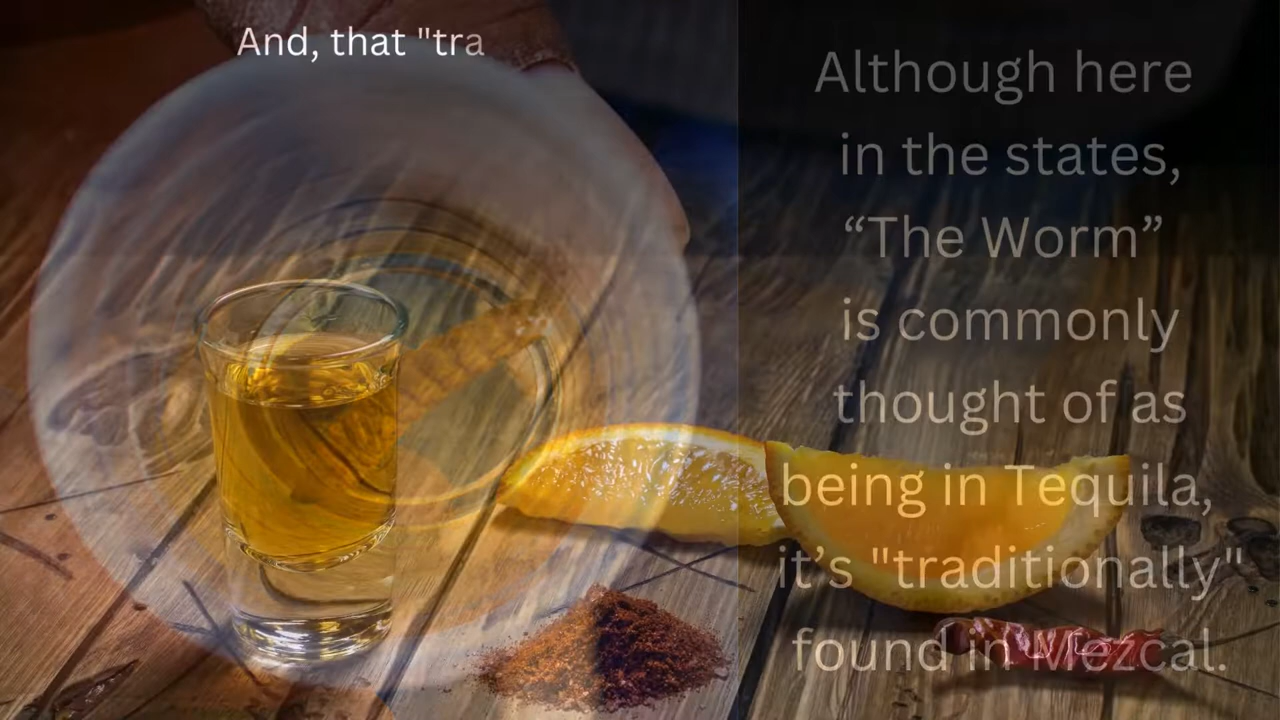 And, that "tra
Although here
in the states,
“The Worm”
is commonly
thought of as
being in Tequila,
it’s "traditionally"
found in Mezcal.